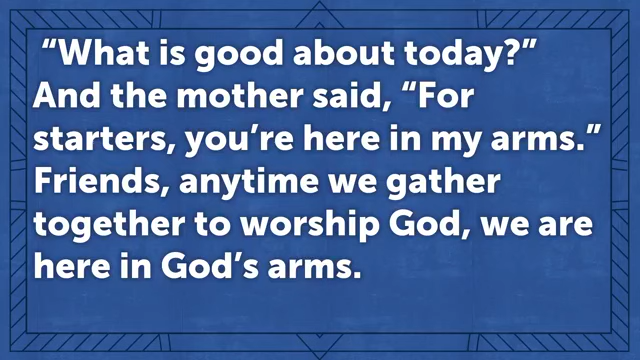 “What is good about today?”
And the mother said, “For
starters, you’re here in my arms.”
Friends, anytime we gather
together to worship God, we are
here in God’s arms.